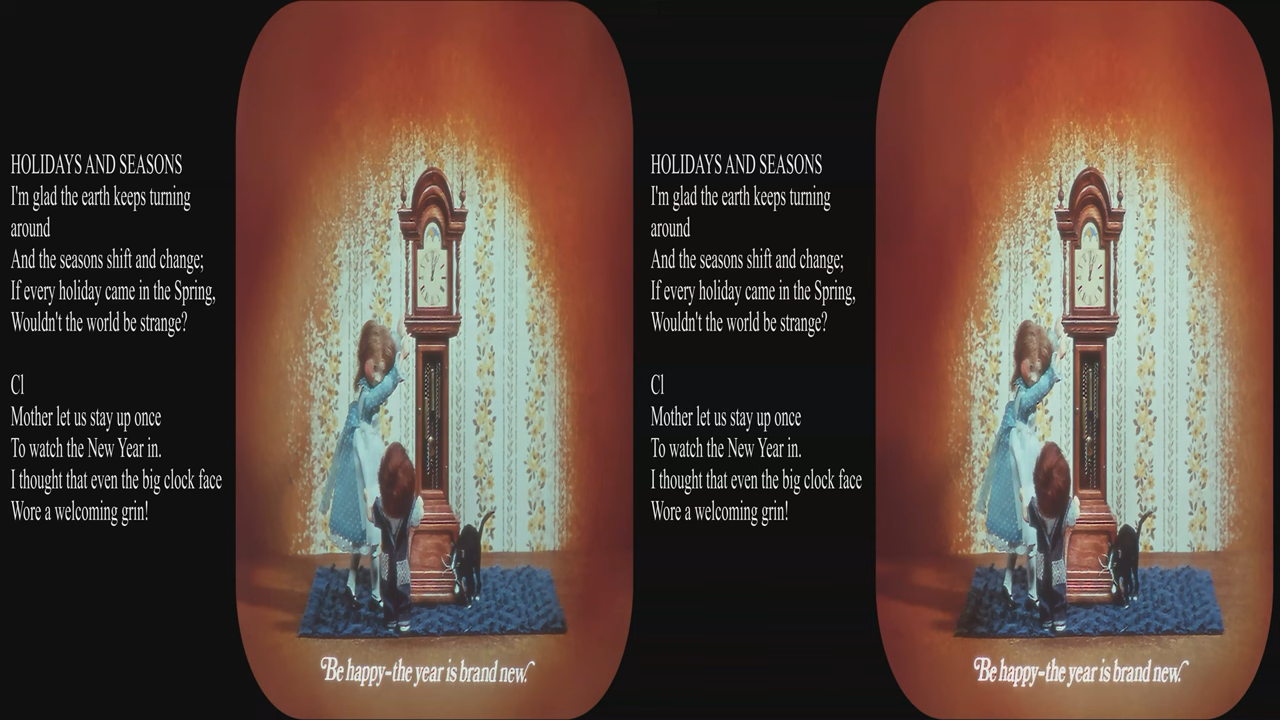 HOLIDAYS AND SEASONS
I'm glad the earth keeps turning
around
And the seasons shift and change;
If every holiday came in the Spring,
Wouldn't the world be strange?
Cl
Mother let us stay up once
To watch the New Year in.
I thought that even the big clock face
Wore a welcoming grin!
Be happy-the year is brand new.
HOLIDAYS AND SEASONS
I'm glad the earth keeps turning
around
And the seasons shift and change;
If every holiday came in the Spring,
Wouldn't the world be strange?
Cl
Mother let us stay up once
To watch the New Year in.
I thought that even the big clock face
Wore a welcoming grin!
Be happy-the year is brand new.